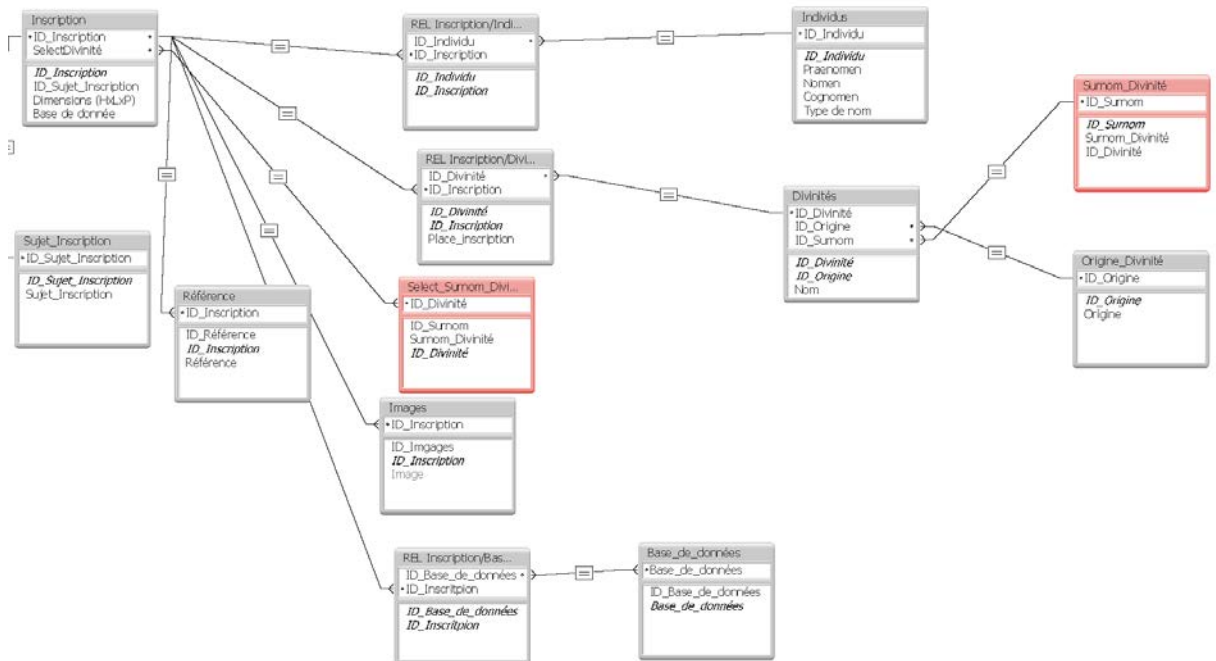 Inscription
ID_Inscription
SelectDivinité
ID_Inscription
ID_Sujet_Inscription
Dimensions (HxLxP)
Base de donnée
REL Inscription/Indi...
ID_Individu
ID_Inscription
ID_Individu
ID_Inscription
Individus
ID_Individu
ID_Individu
Praenomen
Nomen
Cognomen
Type de nom
Surnom_Divinité
ID_Surnom
ID_Surnom
Surnom_Divinité
ID_Divinité
REL Inscription/Divi...
ID_Divinité
ID_Inscription
ID_Divinité
ID_Inscription
Place_inscription
Divinités
ID_Divinité
ID_Origine
ID_Surnom
ID_Divinité
ID_Origine
Nom
Origine_Divinité
ID_Origine
ID_Origine
Origine
Sujet_Inscription
ID_Sujet_Inscription
ID_Sujet_Inscription
Sujet_Inscription
Référence
ID_Inscription
ID_Référence
ID_Inscription
Référence
Select_Surnom_Divi...
ID_Divinité
ID_Surnom
Surnom_Divinité
ID_Divinité
Images
ID_Inscription
ID_Imgages
ID_Inscription
Image
REL Inscription/Bas...
ID_Base_de_données
ID_Inscritpion
ID_Base_de_données
ID_Inscritpion
Base_de_données
Base_de_données
ID_Base_de_données
Base_de_données